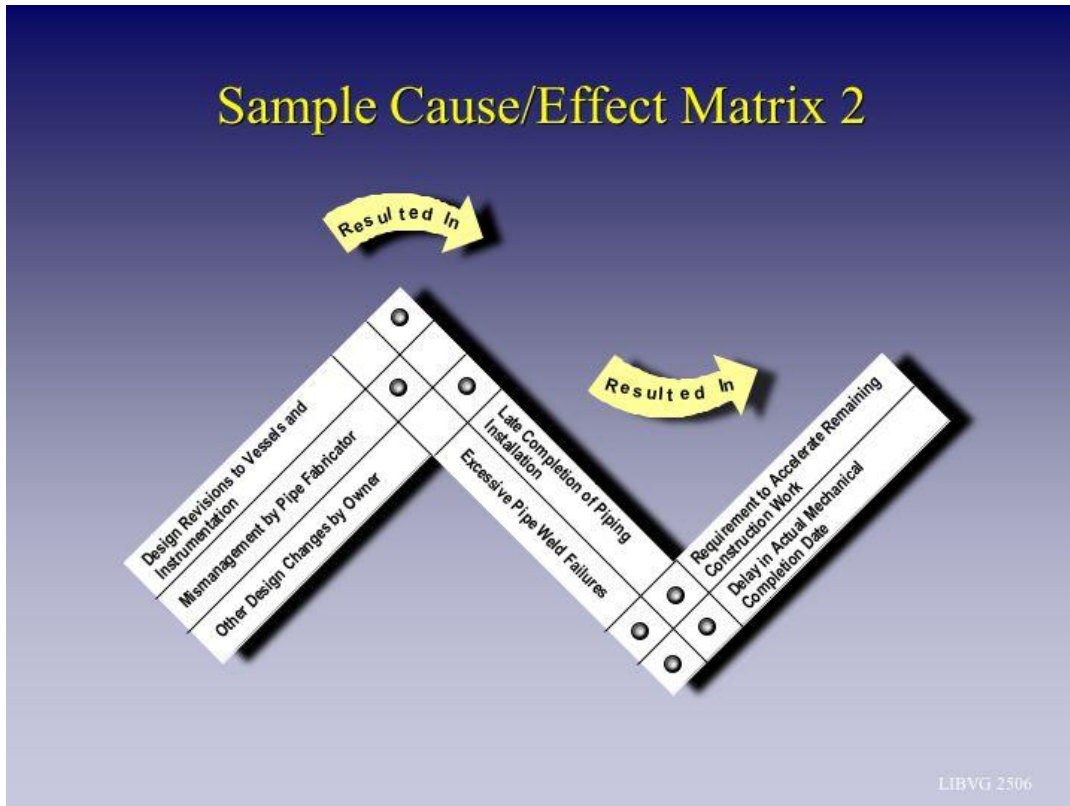 Sample Cause/Effect Matrix 2
Resulted In
Resulted In
Design Revisions to Vessels and
Instrumentation
Mismanagement by Pipe Fabricator
Other Design Changes by Owner
Late Completion of Piping
Installation
Excessive Pipe Weld Failures
Requirement to Accelerate Remaining
Construction Work
Delay in Actual Mechanical
Completion Date
LIBVG 2506